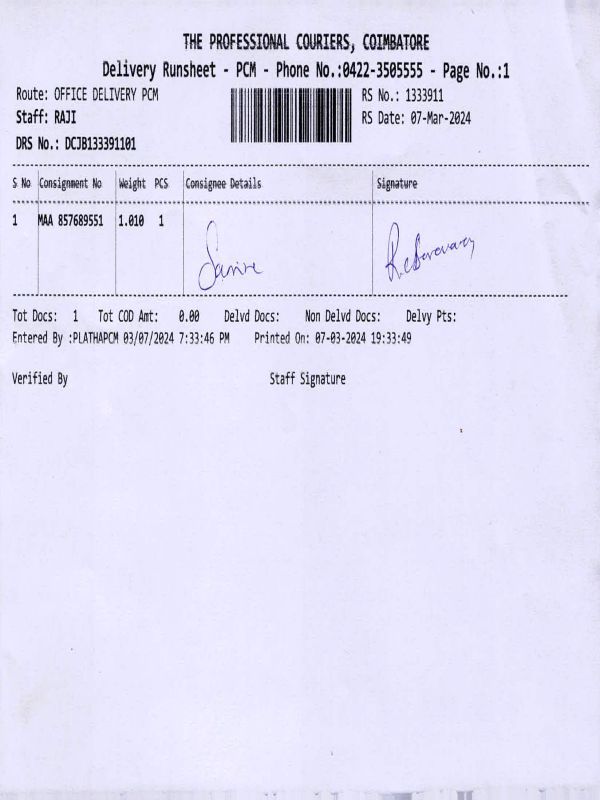 THE PROFESSIONAL COURIERS, COIMBATORE
Delivery Runsheet - PCM - Phone No.:0422-3505555 - Page No.:1
Route: OFFICE DELIVERY PCM
RS No.: 1333911
Staff: RAJI
RS Date: 07-Mar-2024
DRS No.: DCJB133391101
S No Consignment No Weight PCS Consignee Details Signature
1 MAA 857689551 1.010 1
Tot Docs: 1 Tot COD Amt: 0.00 Delvd Docs: Non Delvd Docs: Delvy Pts:
Entered By :PLATHAPCM 03/07/2024 7:33:46 PM Printed On: 07-03-2024 19:33:49
Verified By Staff Signature